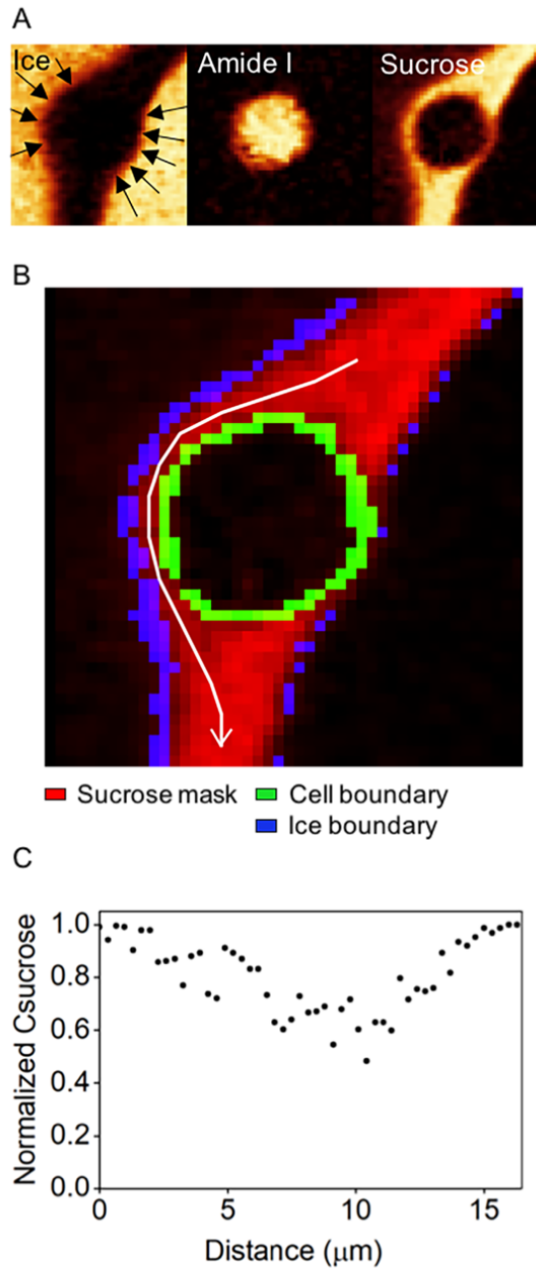 A
Ice
Amide I
Sucrose
B
Sucrose mask
Cell boundary
Ice boundary
C
Normalized Csucrose
1.0
0.8
0.6
0.4
0.2
0.0
0
5
10
15
Distance (μm)